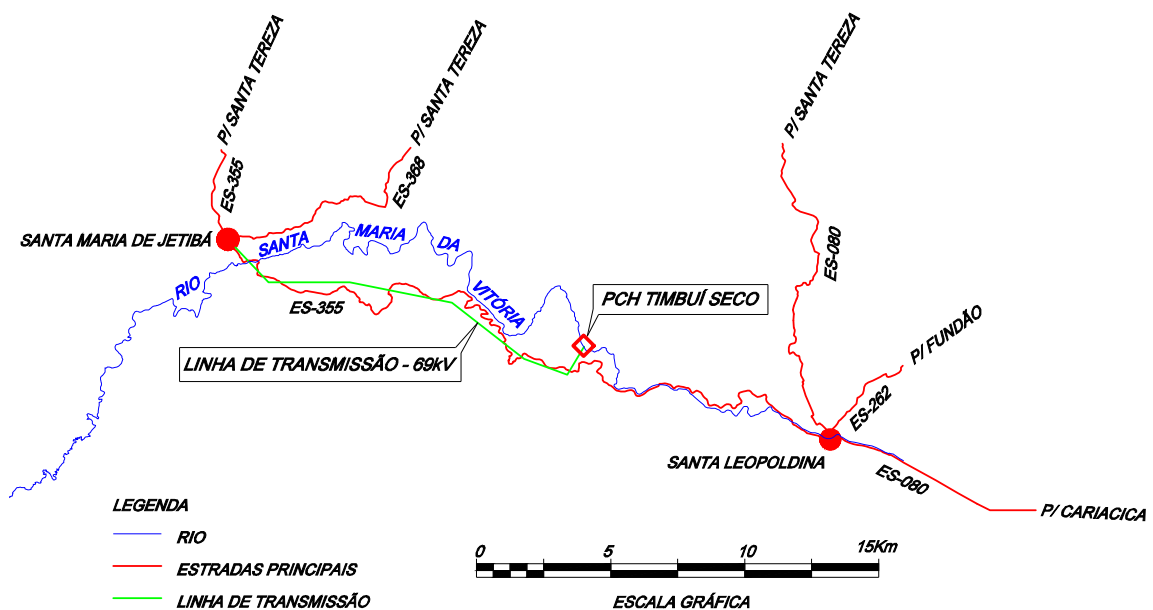 P/ SANTA TEREZA
P/ SANTA TEREZA
P/ SANTA TEREZA
ES-355
ES-368
SANTA MARIA DE JETIBÁ
RIO
SANTA
MARIA
DA
VITÓRIA
ES-080
ES-355
PCH TIMBUÍ SECO
LINHA DE TRANSMISSÃO - 69kV
P/ FUNDÃO
ES-262
SANTA LEOPOLDINA
ES-080
P/ CARIACICA
LEGENDA
RIO
ESTRADAS PRINCIPAIS
LINHA DE TRANSMISSÃO
0 5 10 15Km
ESCALA GRÁFICA